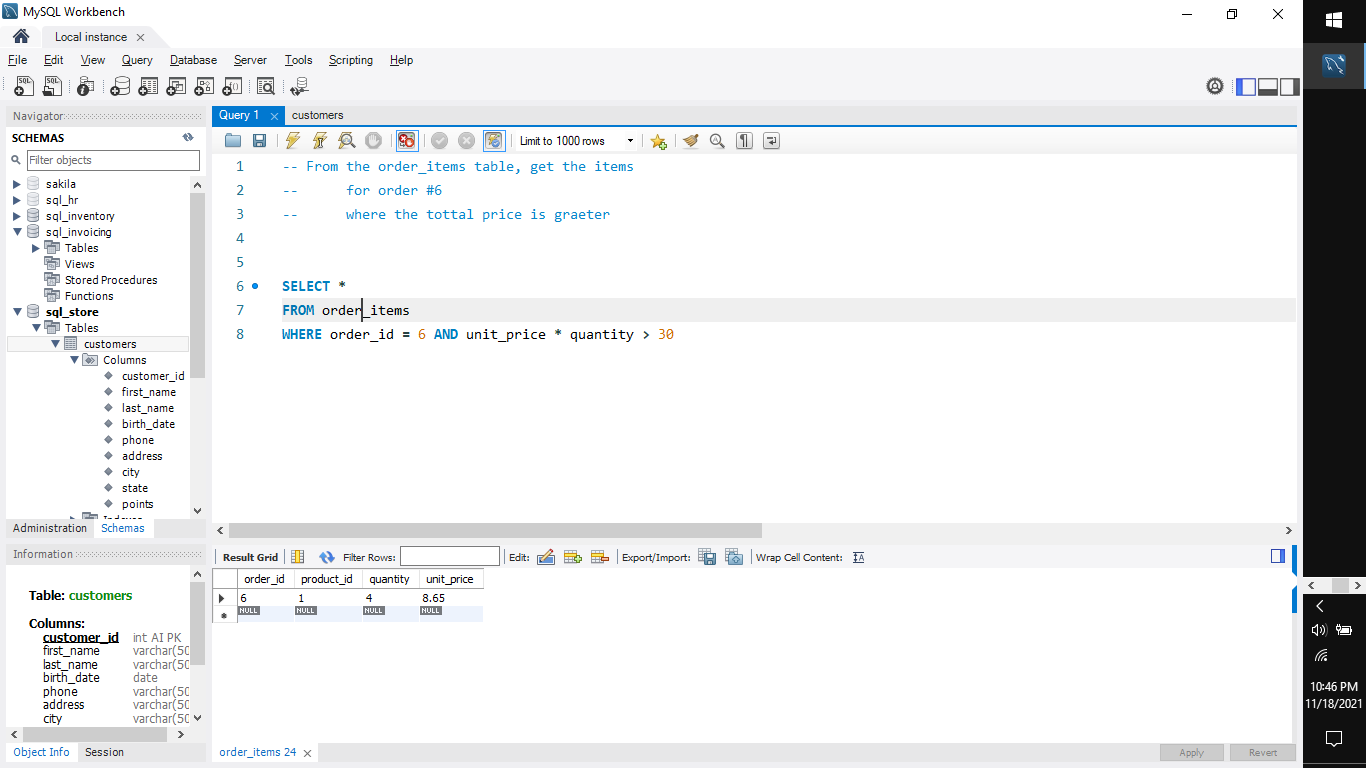 MySQL Workbench
Local instance
File Edit View Query Database Server Tools Scripting Help
Navigator
SCHEMAS
Filter objects
sakila
sql_hr
sql_inventory
sql_invoicing
Tables
Views
Stored Procedures
Functions
sql_store
Tables
customers
Columns
customer_id
first_name
last_name
birth_date
phone
address
city
state
points
Administration Schemas
Information
Table: customers
Columns:
customer_id int AI PK
first_name varchar(50
last_name varchar(50
birth_date date
phone varchar(50
address varchar(50
city varchar(50
Object Info Session
Query 1 customers
Limit to 1000 rows
1 -- From the order_items table, get the items
2 -- for order #6
3 -- where the tottal price is graeter
4
5
6 SELECT *
7 FROM order_items
8 WHERE order_id = 6 AND unit_price * quantity > 30
Result Grid Filter Rows: Edit: Export/Import: Wrap Cell Content:
order_id product_id quantity unit_price
6 1 4 8.65
NULL NULL NULL NULL
order_items 24
Apply Revert
10:46 PM
11/18/2021